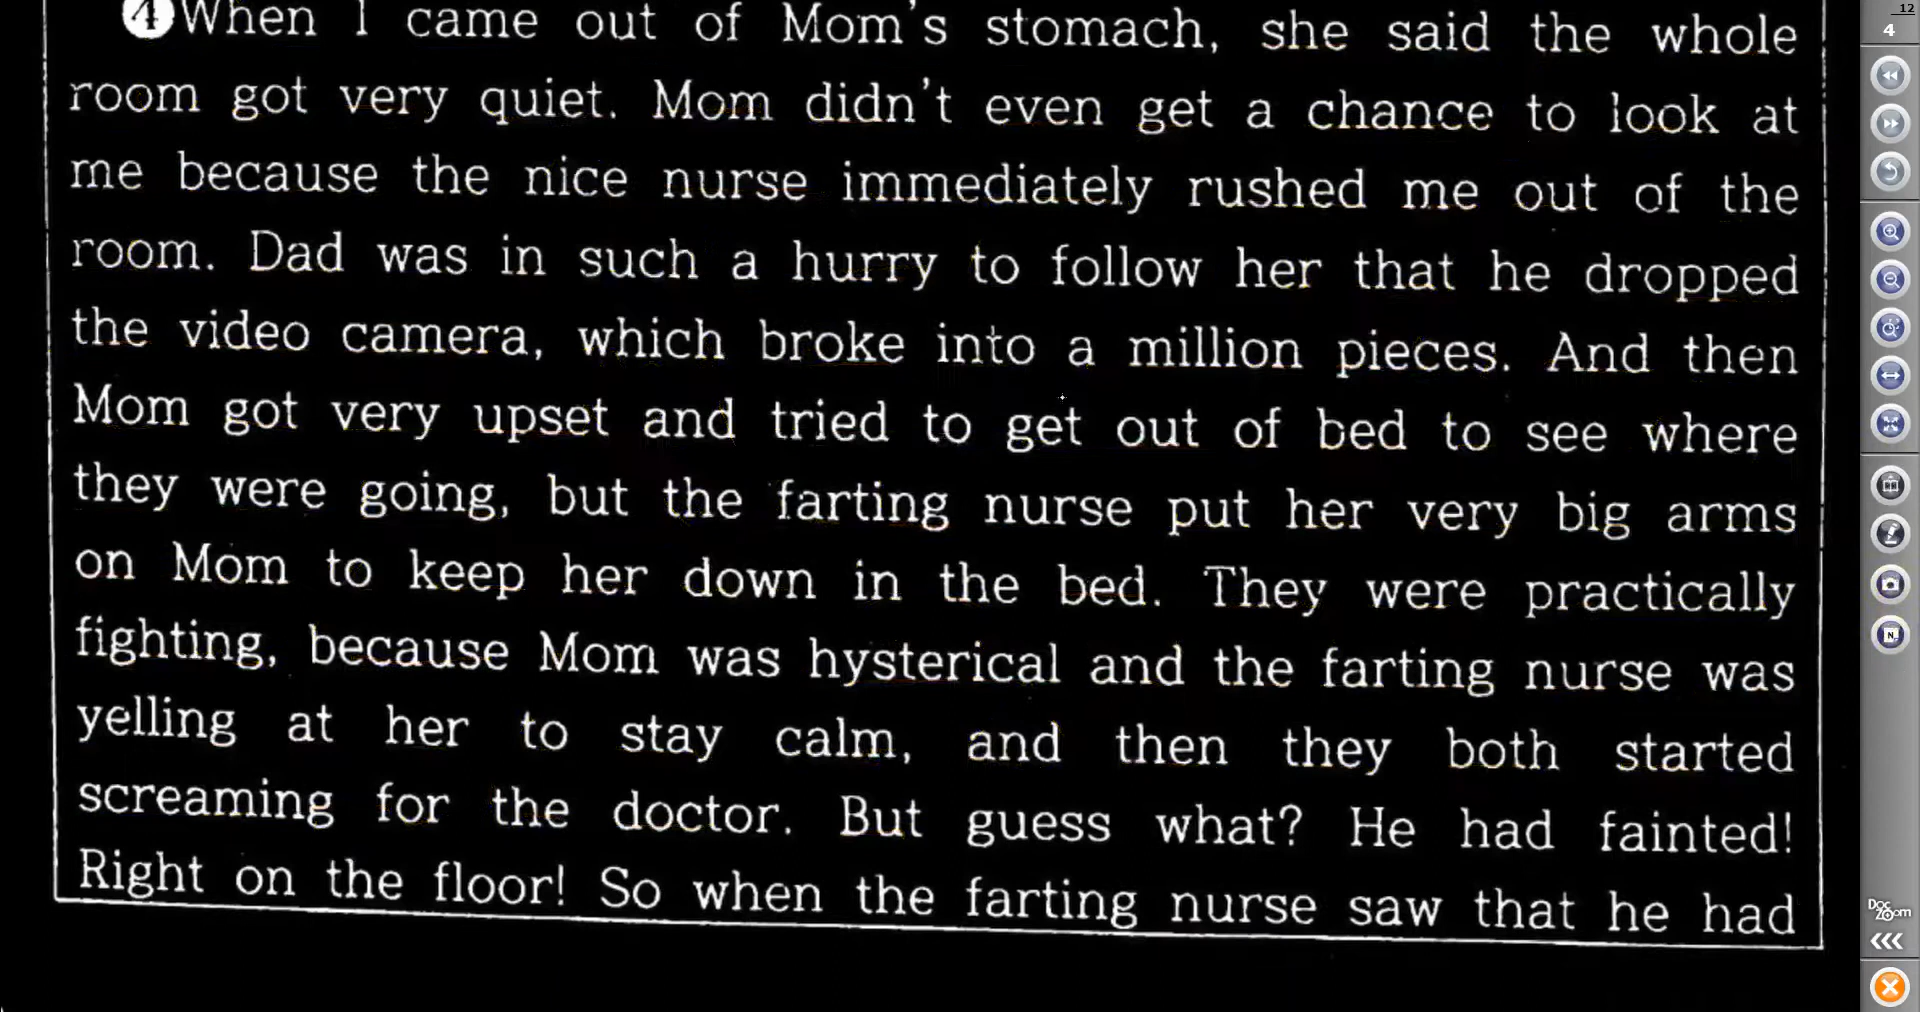 ❹When I came out of Mom's stomach, she said the whole
room got very quiet. Mom didn't even get a chance to look at
me because the nice nurse immediately rushed me out of the
room. Dad was in such a hurry to follow her that he dropped
the video camera, which broke into a million pieces. And then
Mom got very upset and tried to get out of bed to see where
they were going, but the farting nurse put her very big arms
on Mom to keep her down in the bed. They were practically
fighting, because Mom was hysterical and the farting nurse was
yelling at her to stay calm, and then they both started
screaming for the doctor. But guess what? He had fainted!
Right on the floor! So when the farting nurse saw that he had
12
4
N
Doc
Zoom